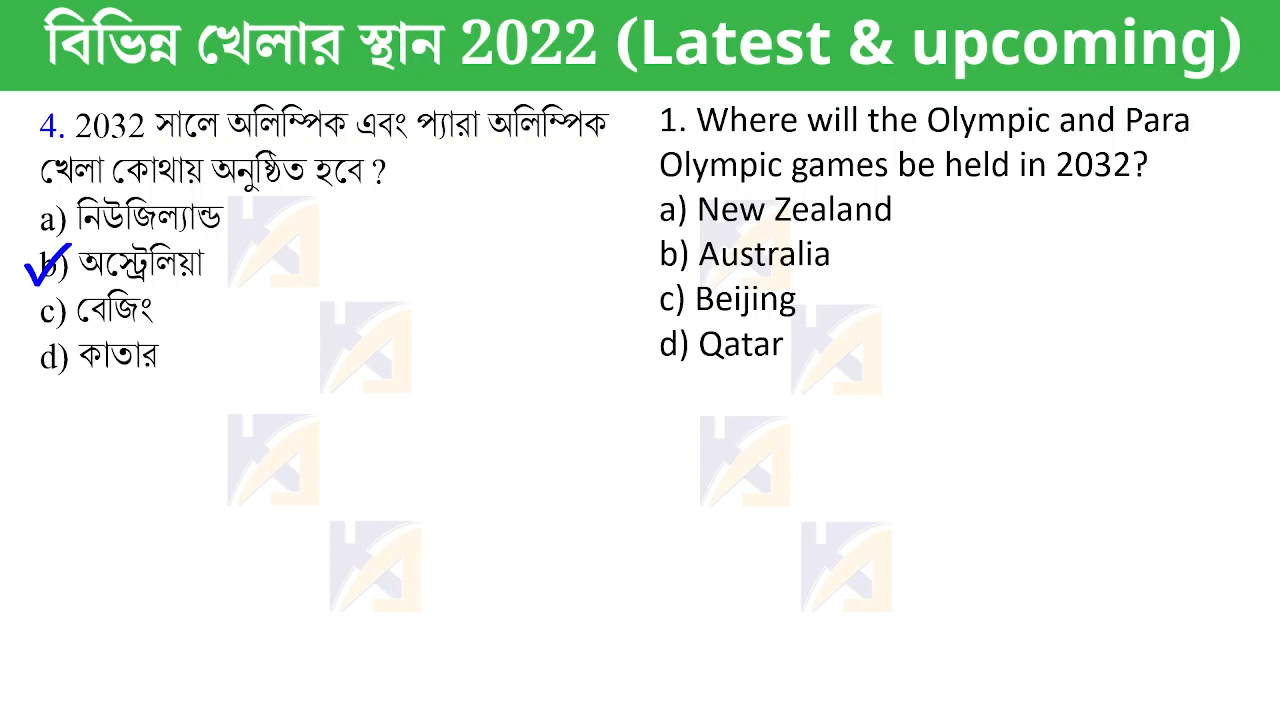 বিভিন্ন খেলার স্থান 2022 (Latest & upcoming)
4. 2032 সালে অলিম্পিক এবং প্যারা অলিম্পিক
খেলা কোথায় অনুষ্ঠিত হবে ?
a) নিউজিল্যান্ড
b) অস্ট্রেলিয়া
c) বেজিং
d) কাতার
1. Where will the Olympic and Para
Olympic games be held in 2032?
a) New Zealand
b) Australia
c) Beijing
d) Qatar